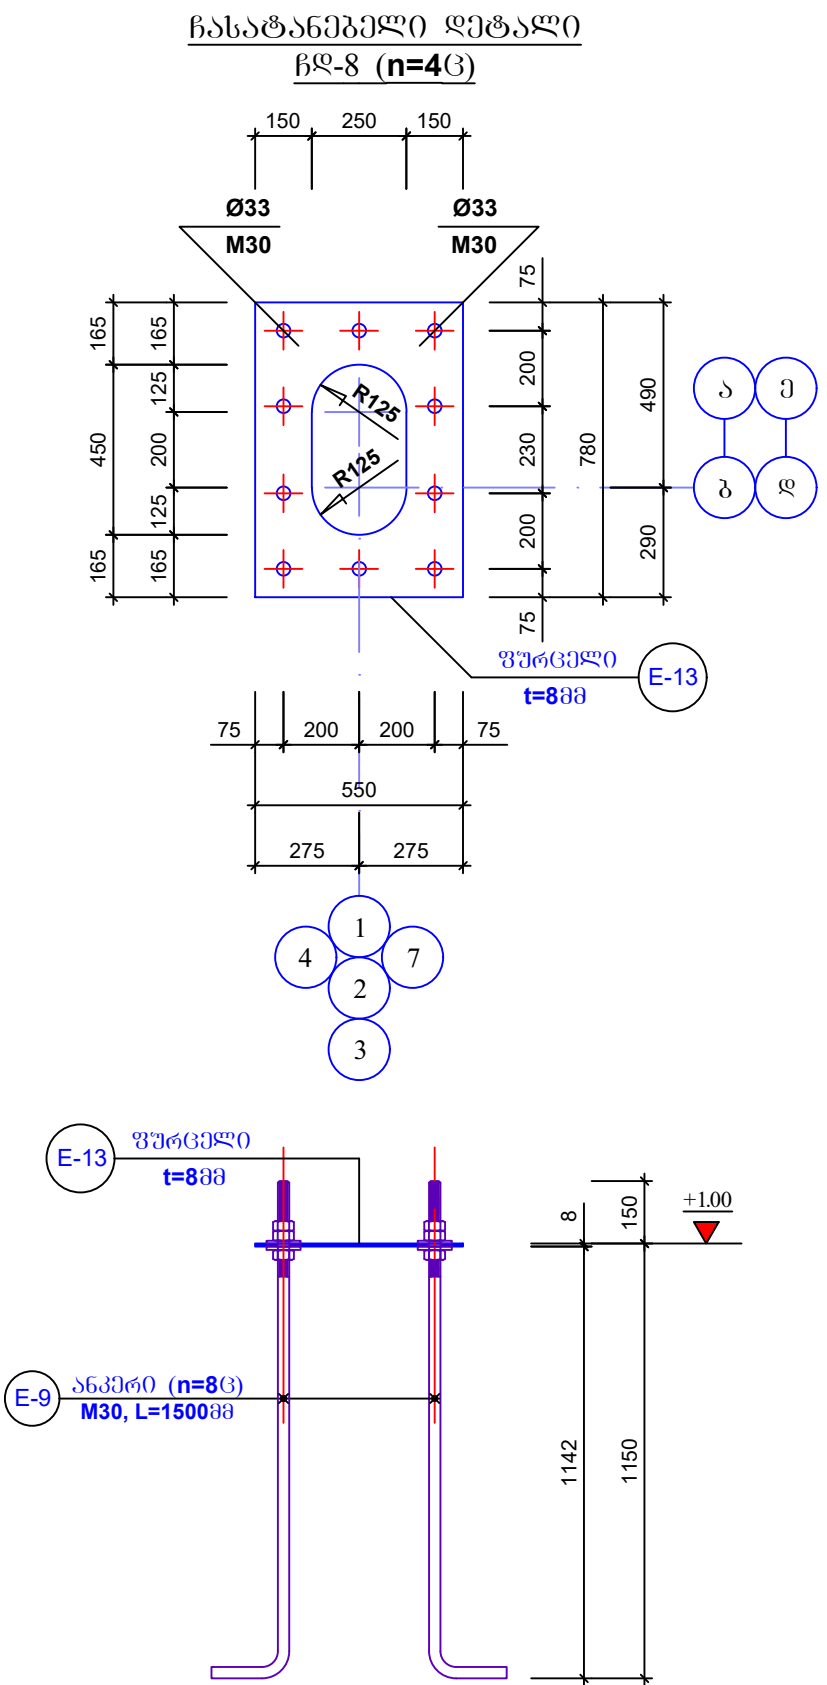 ჩასატანებელი დეტალი
ჩდ-8 (n=4ც)
150 250 150
Ø33 Ø33
M30 M30
75
165 165
200
125
R125
490
ა ე
450 200
230 780
R125
ბ დ
125
200
290
165 165
75
ფურცელი
t=8მმ
E-13
75 200 200 75
550
275 275
1
4 7
2
3
E-13
ფურცელი
t=8მმ
8 150
+1.00
E-9
ანკერი (n=8ც)
M30, L=1500მმ
1142 1150